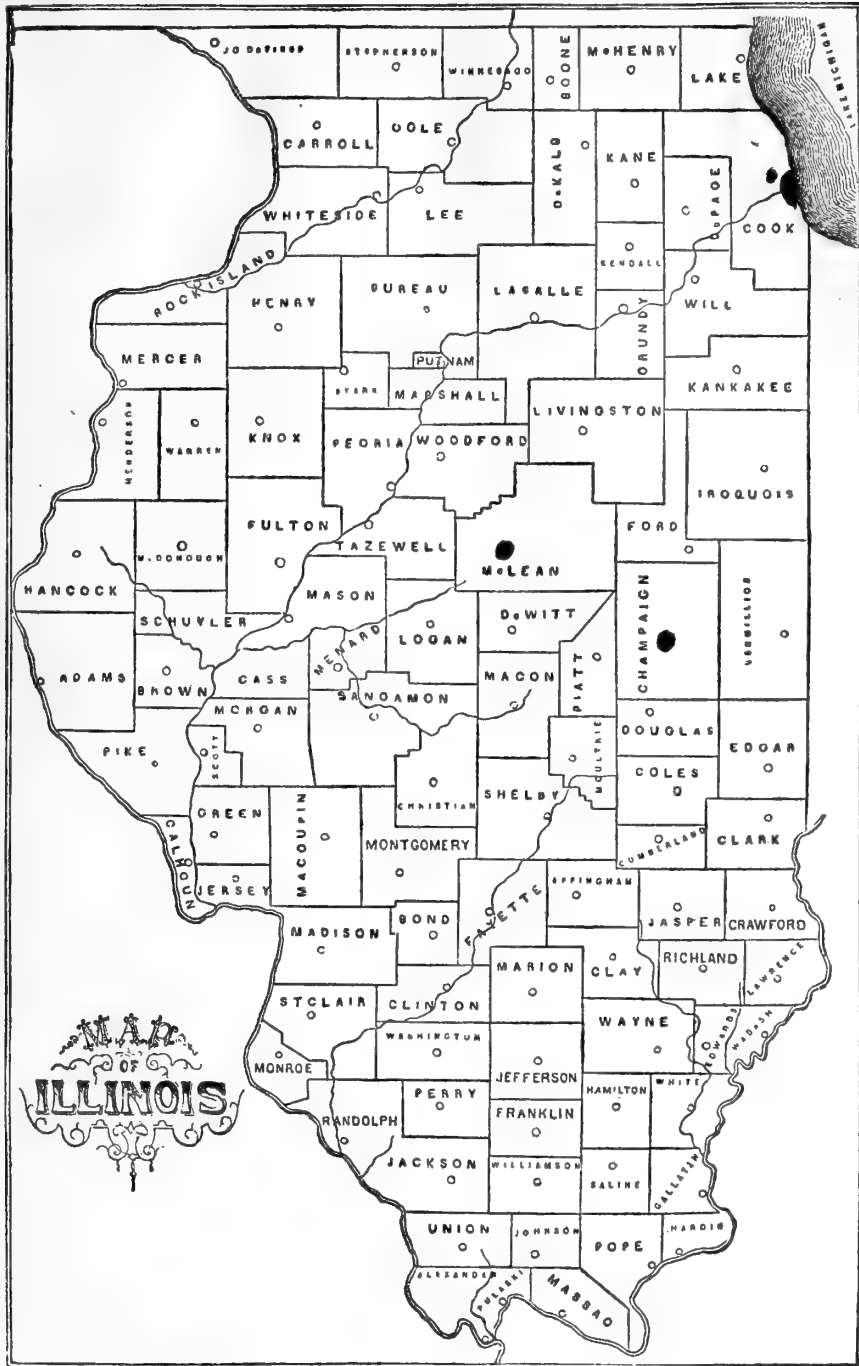 JO DAVIESS
STEPHENSON
WINNEBAGO
BOONE
McHENRY
LAKE
LAKE MICHIGAN
CARROLL
OGLE
DeKALB
KANE
DuPAGE
COOK
WHITESIDE
LEE
KENDALL
ROCK ISLAND
HENRY
BUREAU
LASALLE
GRUNDY
WILL
MERCER
PUTNAM
STARK
MARSHALL
KANKAKEE
HENDERSON
WARREN
KNOX
PEORIA
WOODFORD
LIVINGSTON
IROQUOIS
FORD
HANCOCK
McDONOUGH
FULTON
TAZEWELL
McLEAN
MASON
SCHUYLER
MENARD
LOGAN
DeWITT
CHAMPAIGN
VERMILLION
ADAMS
BROWN
CASS
MORGAN
SANGAMON
MACON
PIATT
DOUGLAS
EDGAR
PIKE
SCOTT
CHRISTIAN
MOULTRIE
COLES
SHELBY
GREEN
MACOUPIN
MONTGOMERY
CUMBERLAND
CLARK
CALHOUN
JERSEY
FAYETTE
EFFINGHAM
JASPER
CRAWFORD
MADISON
BOND
MARION
CLAY
RICHLAND
LAWRENCE
ST CLAIR
CLINTON
WAYNE
EDWARDS
WABASH
WASHINGTON
MONROE
JEFFERSON
HAMILTON
WHITE
RANDOLPH
PERRY
FRANKLIN
JACKSON
WILLIAMSON
SALINE
GALLATIN
UNION
JOHNSON
POPE
HARDIN
ALEXANDER
PULASKI
MASSAC
MAP
OF
ILLINOIS